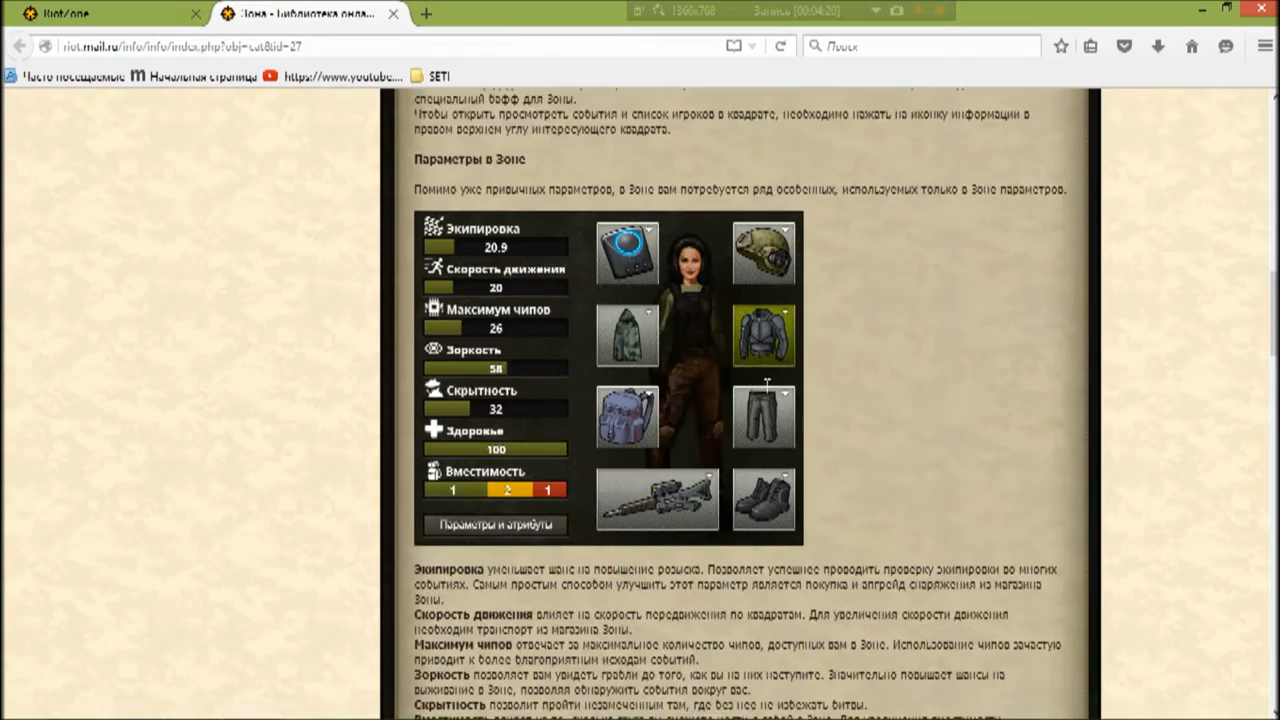 Riot/one
Зона - Библиотека онла...
1366x768
Запись [00:04:20]
riot.mail.ru/info/info/index.php?obj=cat&id=27
Поиск
Часто посещаемые
Начальная страница
https://www.youtube....
SETI
специальный бафф для Зоны.
Чтобы открыть просмотреть события и список игроков в квадрате, необходимо нажать на иконку информации в
правом верхнем углу интересующего квадрата.
Параметры в Зоне
Помимо уже привычных параметров, в Зоне вам потребуется ряд особенных, используемых только в Зоне параметров.
Экипировка
20.9
Скорость движения
20
Максимум чипов
26
Зоркость
58
Скрытность
32
Здоровье
100
Вместимость
1 2 1
Параметры и атрибуты
Экипировка уменьшает шанс на повышение розыска. Позволяет успешнее проводить проверку экипировки во многих
событиях. Самым простым способом улучшить этот параметр является покупка и апгрейд снаряжения из магазина
Зоны.
Скорость движения влияет на скорость передвижения по квадратам. Для увеличения скорости движения
необходим транспорт из магазина Зоны.
Максимум чипов отвечает за максимальное количество чипов, доступных вам в Зоне. Использование чипов зачастую
приводит к более благоприятным исходам событий.
Зоркость позволяет вам увидеть грабли до того, как вы на них наступите. Значительно повышает шансы на
выживание в Зоне, позволяя обнаружить события вокруг вас.
Скрытность позволит пройти незамеченным там, где без нее не избежать битвы.